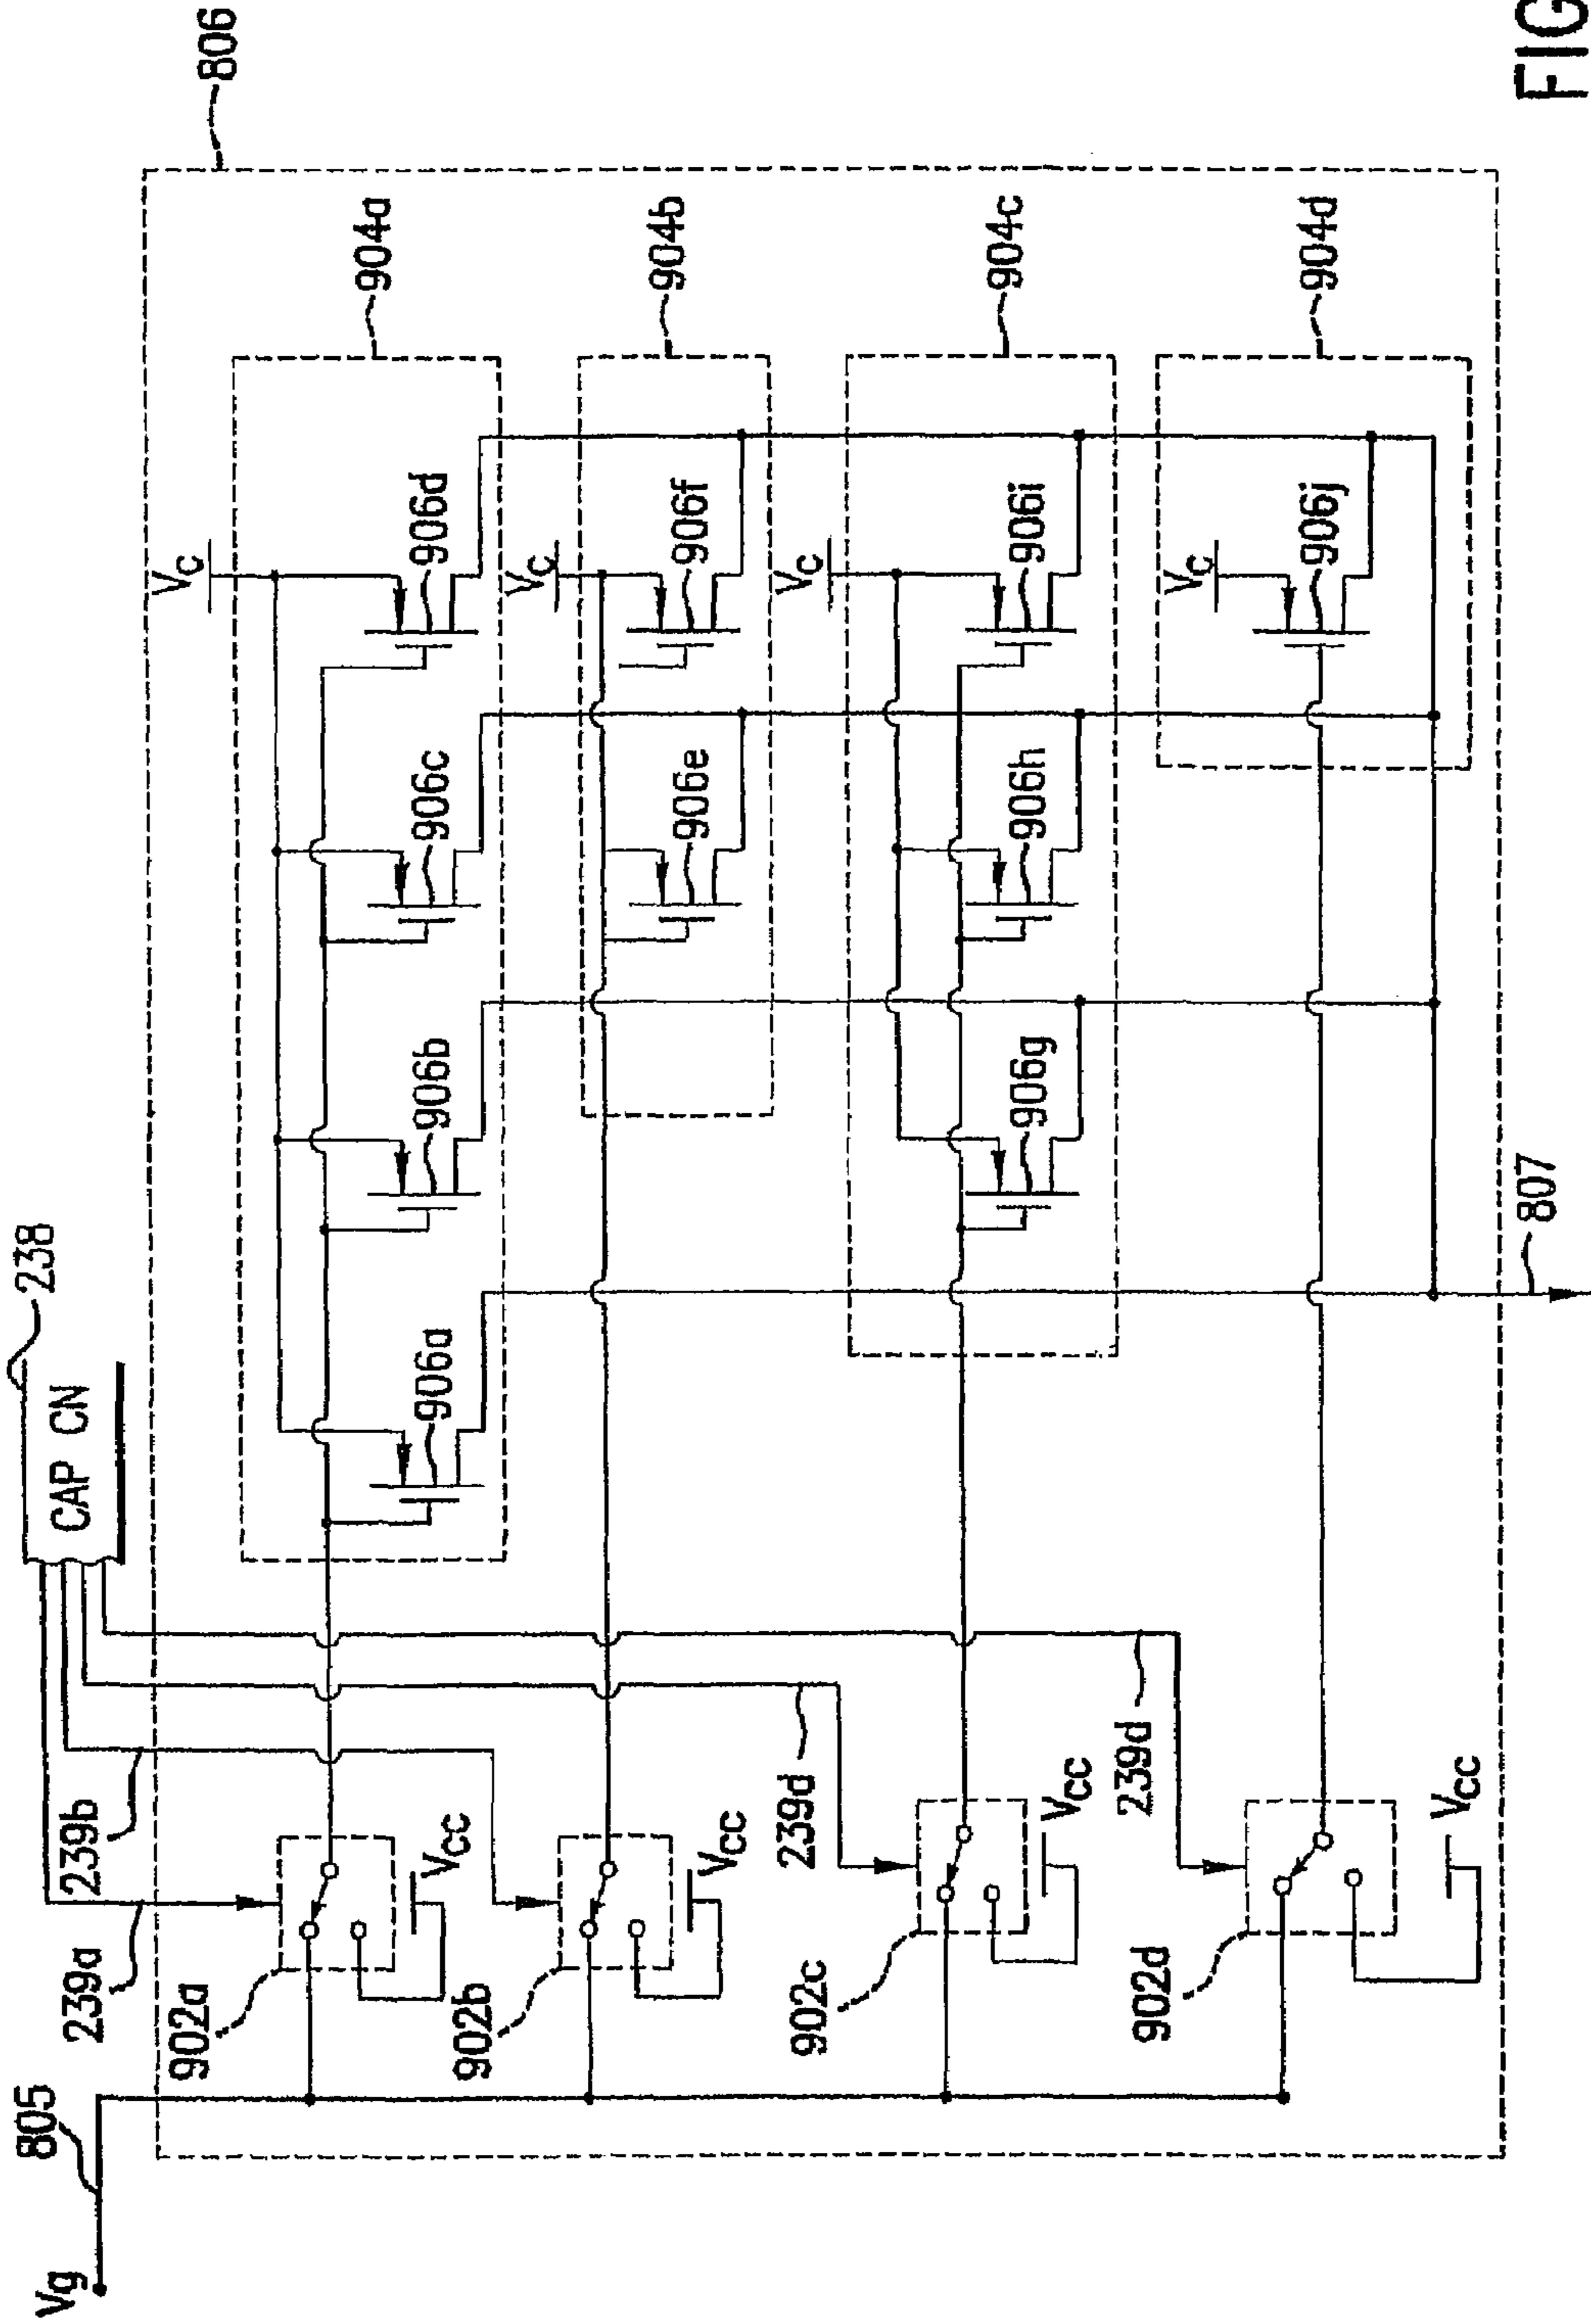 FIG
806
238
CAP CN
805
Vg
239a
239b
902a
VCC
902b
VCC
239d
902c
VCC
239d
902d
VCC
904a
VC
906a
906b
906c
906d
904b
VC
906e
906f
904c
VC
906g
906h
906i
904d
VC
906j
807